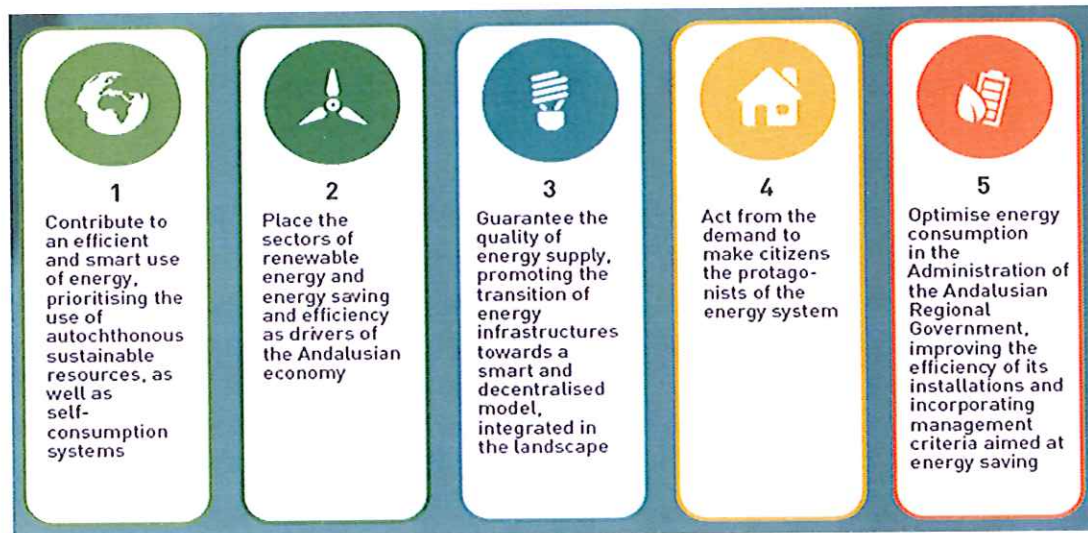 1
Contribute to
an efficient
and smart use
of energy,
prioritising the
use of
autochthonous
sustainable
resources, as
well as
self-
consumption
systems
2
Place the
sectors of
renewable
energy and
energy saving
and efficiency
as drivers of
the Andalusian
economy
3
Guarantee the
quality of
energy supply,
promoting the
transition of
energy
infrastructures
towards a
smart and
decentralised
model,
integrated in
the landscape
4
Act from the
demand to
make citizens
the protago-
nists of the
energy system
5
Optimise energy
consumption
in the
Administration of
the Andalusian
Regional
Government,
improving the
efficiency of its
installations and
incorporating
management
criteria aimed at
energy saving